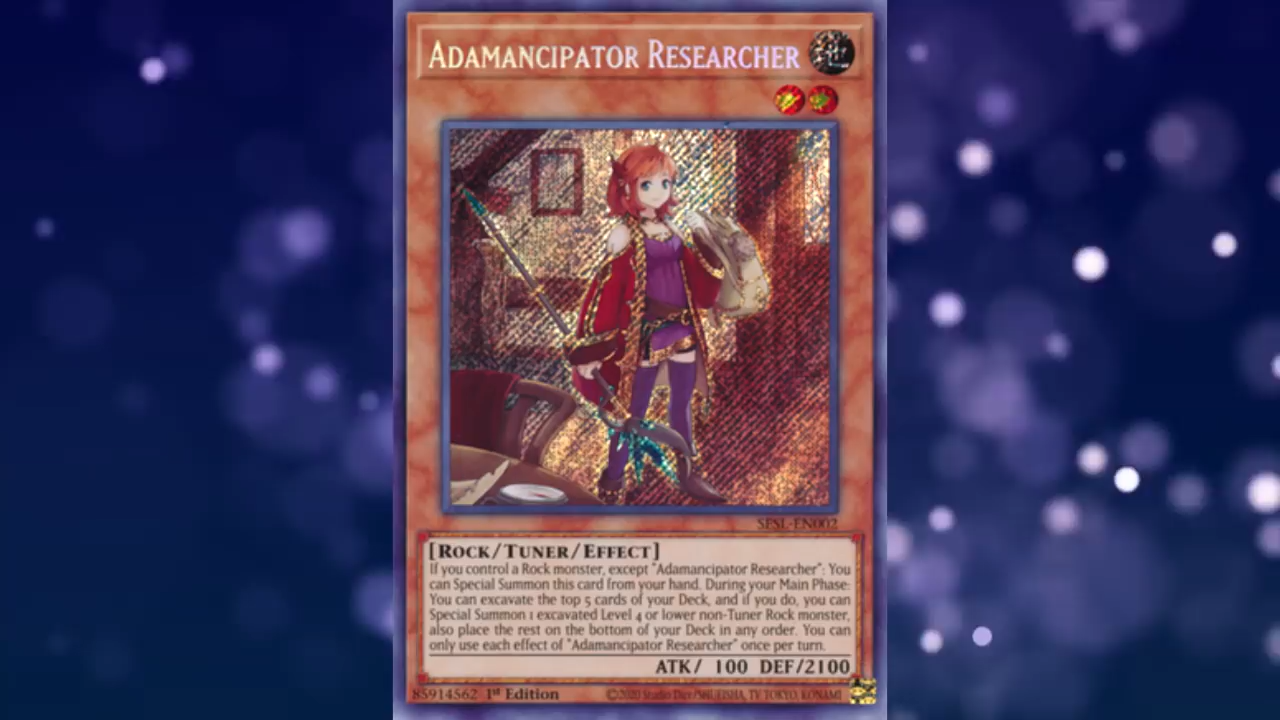 Adamancipator Researcher
SESL-EN002
[Rock/Tuner/Effect]
If you control a Rock monster, except "Adamancipator Researcher": You
can Special Summon this card from your hand. During your Main Phase:
You can excavate the top 5 cards of your Deck, and if you do, you can
Special Summon 1 excavated Level 4 or lower non-Tuner Rock monster,
also place the rest on the bottom of your Deck in any order. You can
only use each effect of "Adamancipator Researcher" once per turn.
ATK/ 100 DEF/2100
85914562 1st Edition ©2020 Studio Dice/SHUEISHA, TV TOKYO, KONAMI